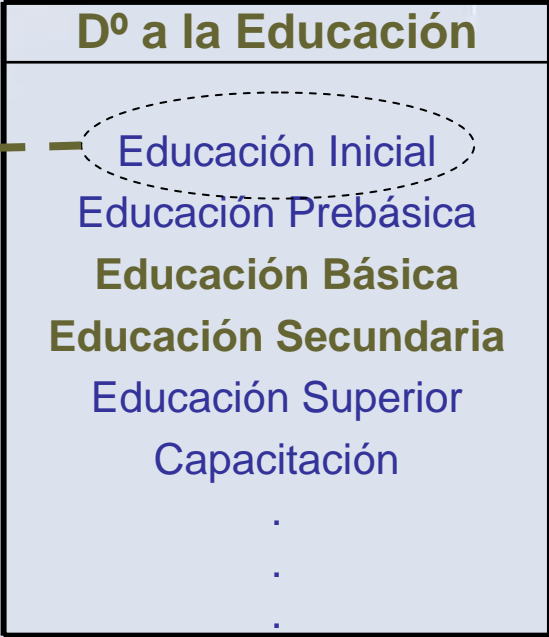 Dº a la Educación
Educación Inicial
Educación Prebásica
Educación Básica
Educación Secundaria
Educación Superior
Capacitación
.
.
.